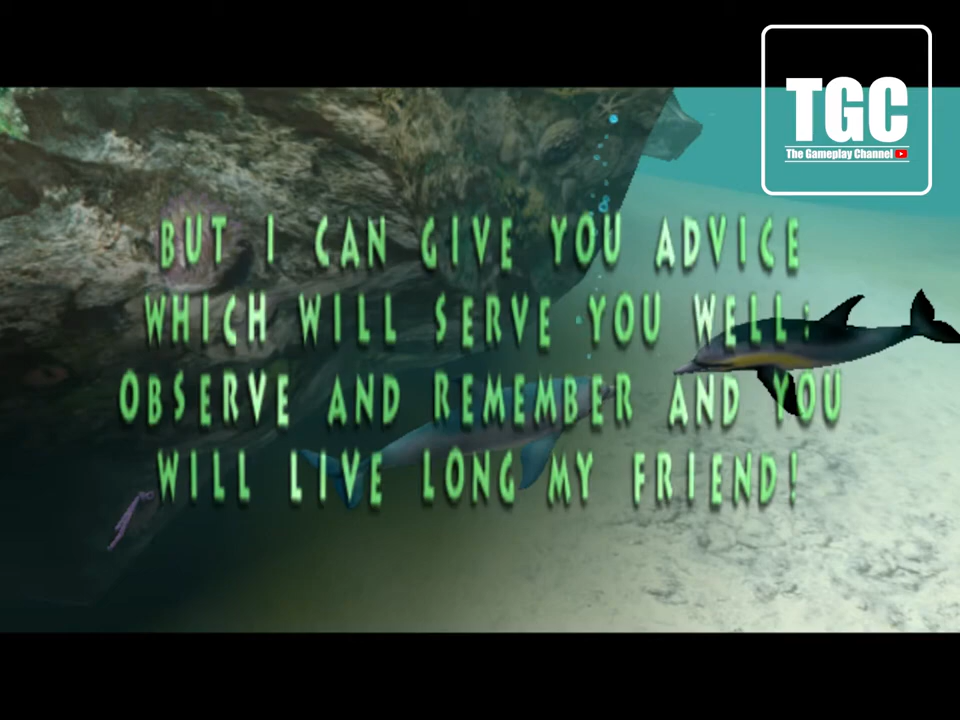 TGC
The Gameplay Channel
BUT I CAN GIVE YOU ADVICE
WHICH WILL SERVE YOU WELL:
OBSERVE AND REMEMBER AND YOU
WILL LIVE LONG MY FRIEND!